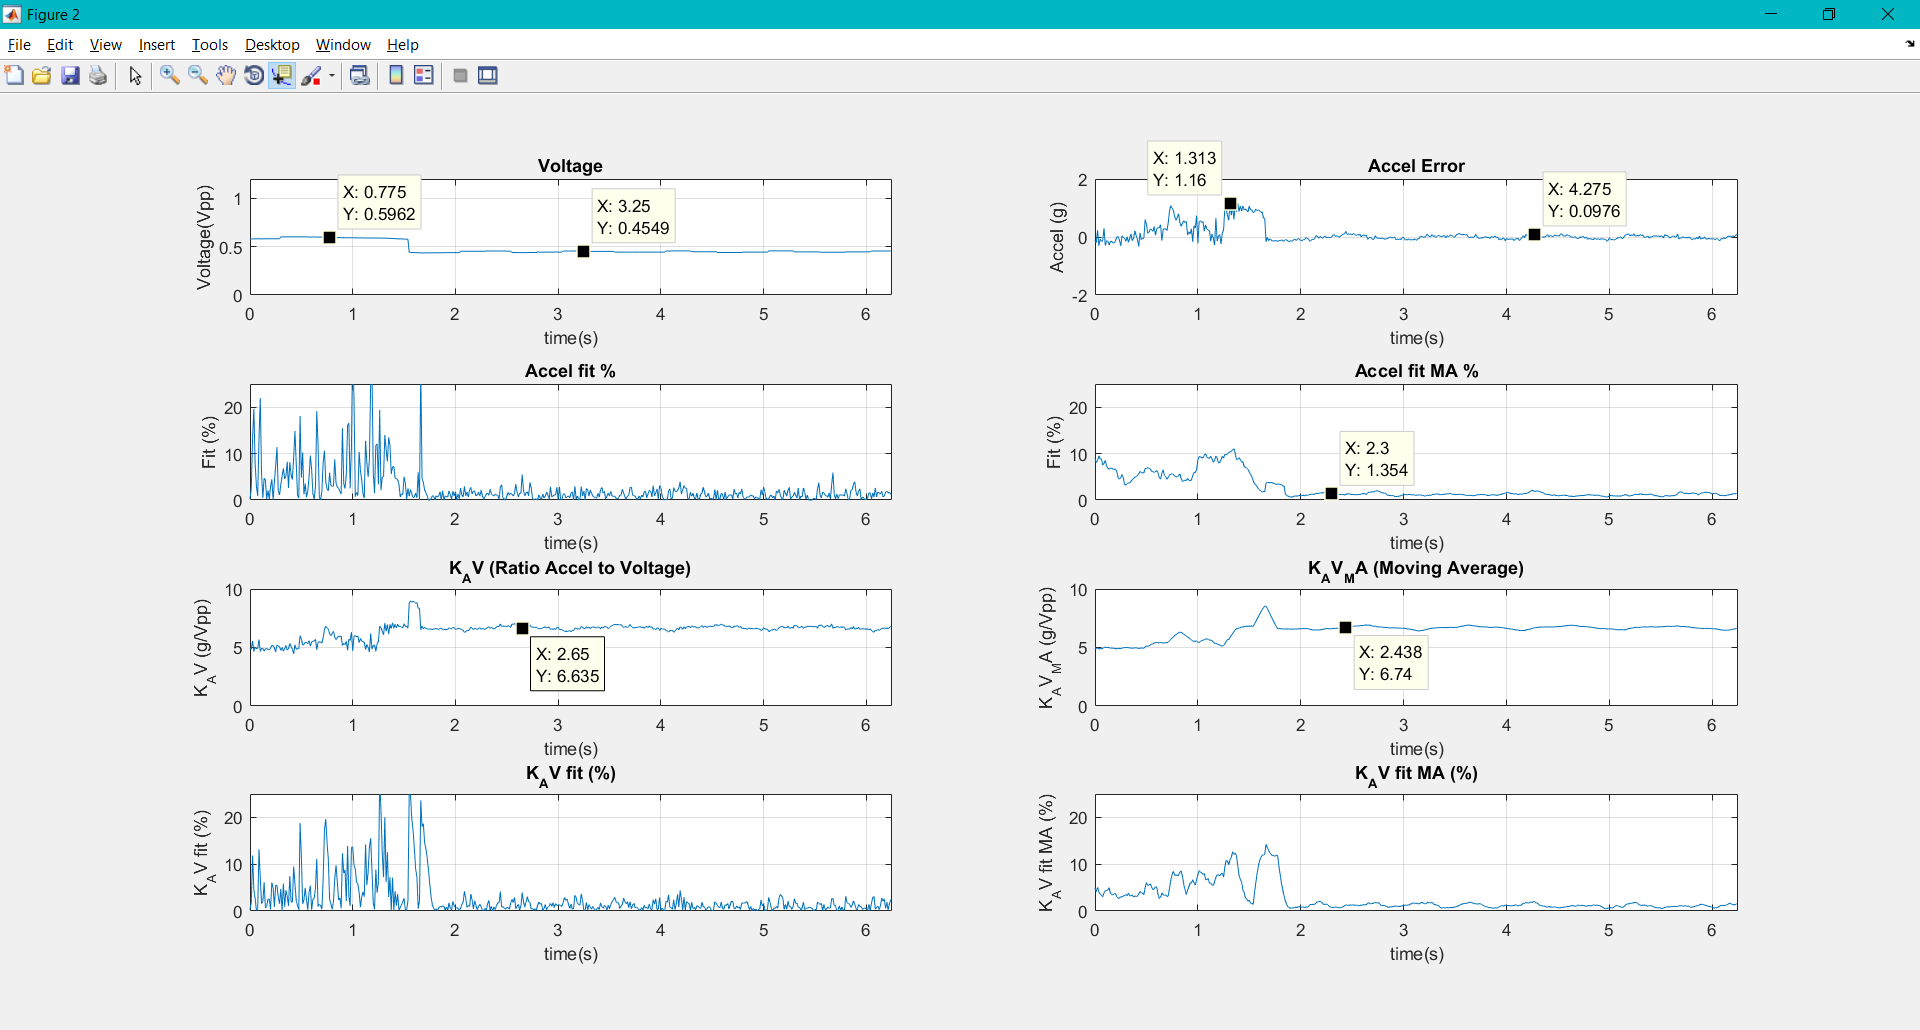 Figure 2
File Edit View Insert Tools Desktop Window Help
Voltage
Voltage(Vpp)
1
0.5
0
X: 0.775
Y: 0.5962
X: 3.25
Y: 0.4549
0 1 2 3 4 5 6
time(s)
Accel Error
Accel (g)
2
0
-2
X: 1.313
Y: 1.16
X: 4.275
Y: 0.0976
0 1 2 3 4 5 6
time(s)
Accel fit %
Fit (%)
20
10
0
0 1 2 3 4 5 6
time(s)
Accel fit MA %
Fit (%)
20
10
0
X: 2.3
Y: 1.354
0 1 2 3 4 5 6
time(s)
K_AV (Ratio Accel to Voltage)
K_AV (g/Vpp)
10
5
0
X: 2.65
Y: 6.635
0 1 2 3 4 5 6
time(s)
K_AV_MA (Moving Average)
K_AV_MA (g/Vpp)
10
5
0
X: 2.438
Y: 6.74
0 1 2 3 4 5 6
time(s)
K_AV fit (%)
K_AV fit (%)
20
10
0
0 1 2 3 4 5 6
time(s)
K_AV fit MA (%)
K_AV fit MA (%)
20
10
0
0 1 2 3 4 5 6
time(s)